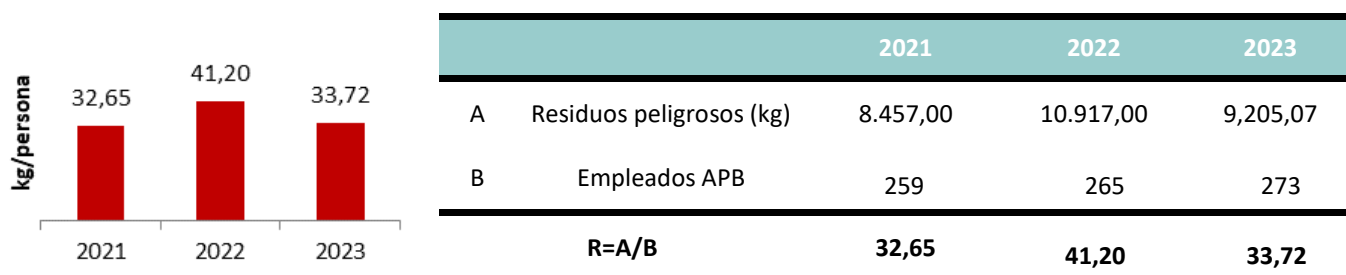 kg/persona
32,65
41,20
33,72
2021
2022
2023
2021 2022 2023
A Residuos peligrosos (kg) 8.457,00 10.917,00 9,205,07
B Empleados APB 259 265 273
R=A/B 32,65 41,20 33,72